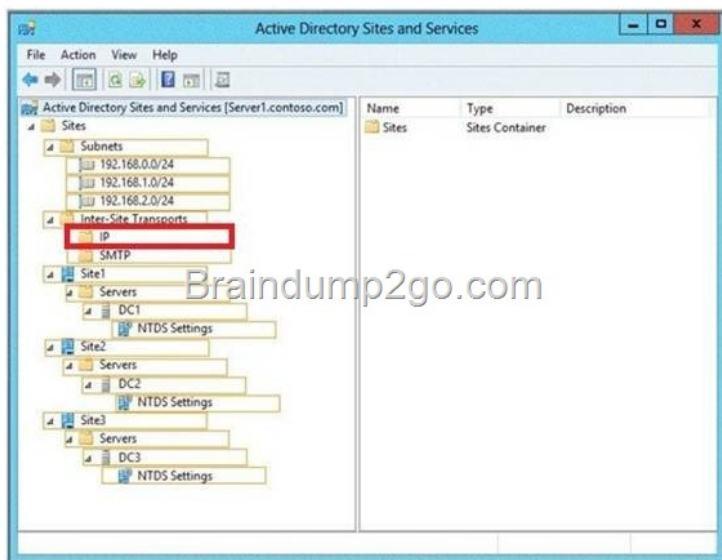 Active Directory Sites and Services
File Action View Help
Active Directory Sites and Services [Server1.contoso.com]
Name Type Description
Sites
Sites Sites Container
Subnets
192.168.0.0/24
192.168.1.0/24
192.168.2.0/24
Inter-Site Transports
IP
SMTP
Site1
Braindump2go.com
Servers
DC1
NTDS Settings
Site2
Servers
DC2
NTDS Settings
Site3
Servers
DC3
NTDS Settings